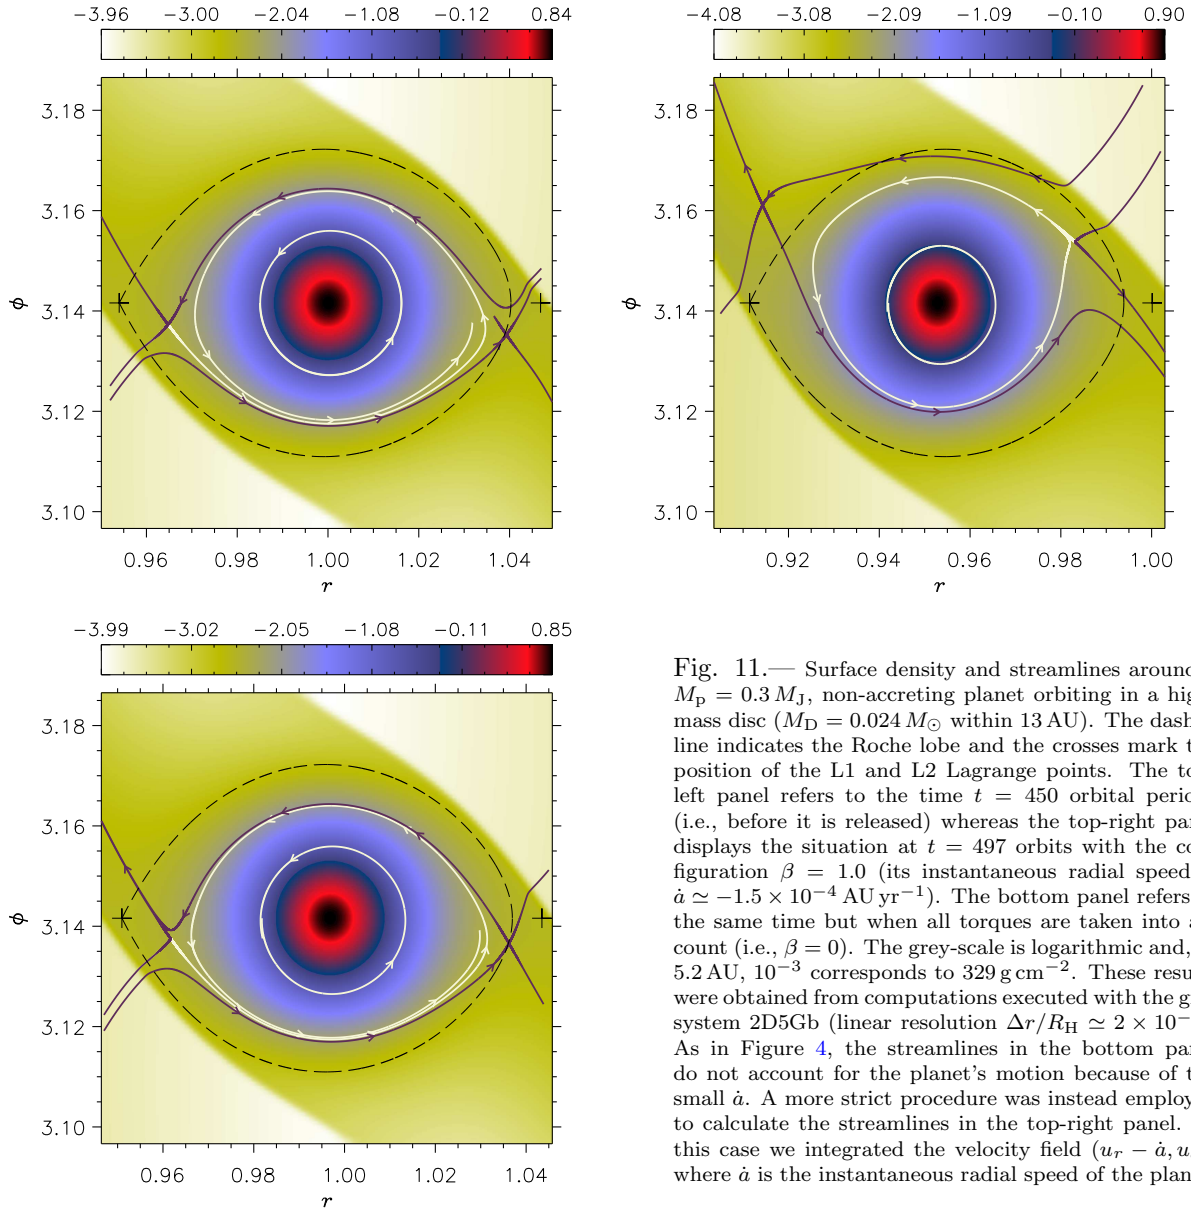 −3.96 −3.00 −2.04 −1.08 −0.12 0.84
3.18
3.16
3.14
3.12
3.10
ϕ
0.96 0.98 1.00 1.02 1.04
r
−4.08 −3.09 −2.09 −1.09 −0.10 0.90
3.18
3.16
3.14
3.12
3.10
ϕ
0.92 0.94 0.96 0.98 1.00
r
−3.99 −3.02 −2.05 −1.08 −0.11 0.85
3.18
3.16
3.14
3.12
3.10
ϕ
0.96 0.98 1.00 1.02 1.04
r
Fig. 11.— Surface density and streamlines around
Mp = 0.3 MJ, non-accreting planet orbiting in a hig
mass disc (MD = 0.024 M⊙ within 13 AU). The dash
line indicates the Roche lobe and the crosses mark t
position of the L1 and L2 Lagrange points. The to
left panel refers to the time t = 450 orbital perio
(i.e., before it is released) whereas the top-right pan
displays the situation at t = 497 orbits with the co
figuration β = 1.0 (its instantaneous radial speed
ȧ ≃ −1.5 × 10⁻⁴ AU yr⁻¹). The bottom panel refers
the same time but when all torques are taken into a
count (i.e., β = 0). The grey-scale is logarithmic and,
5.2 AU, 10⁻³ corresponds to 329 g cm⁻². These resu
were obtained from computations executed with the g
system 2D5Gb (linear resolution Δr/RH ≃ 2 × 10⁻
As in Figure 4, the streamlines in the bottom pan
do not account for the planet's motion because of t
small ȧ. A more strict procedure was instead employ
to calculate the streamlines in the top-right panel.
this case we integrated the velocity field (ur − ȧ, u
where ȧ is the instantaneous radial speed of the plan